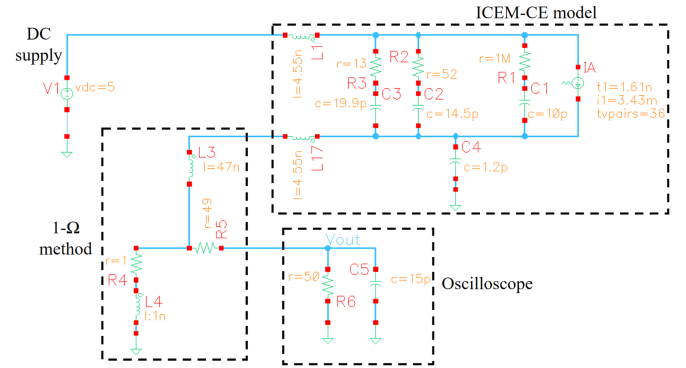 ICEM-CE model
DC
supply
V1
vdc=5
L1
l=4.55n
r=13
R3
C3
c=19.9p
R2
r=52
C2
c=14.5p
r=1M
R1
C1
c=10p
IA
t1=1.61n
i1=3.43m
tvpairs=36
L17
l=4.55n
C4
c=1.2p
L3
l=47n
r=49
R5
1-Ω
method
r=1
R4
L4
l:1n
Vout
r=50
R6
C5
c=15p
Oscilloscope